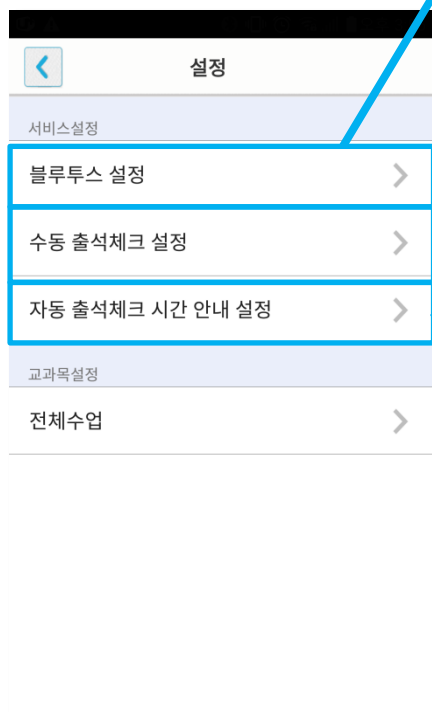 설정
서비스설정
블루투스 설정
수동 출석체크 설정
자동 출석체크 시간 안내 설정
교과목설정
전체수업